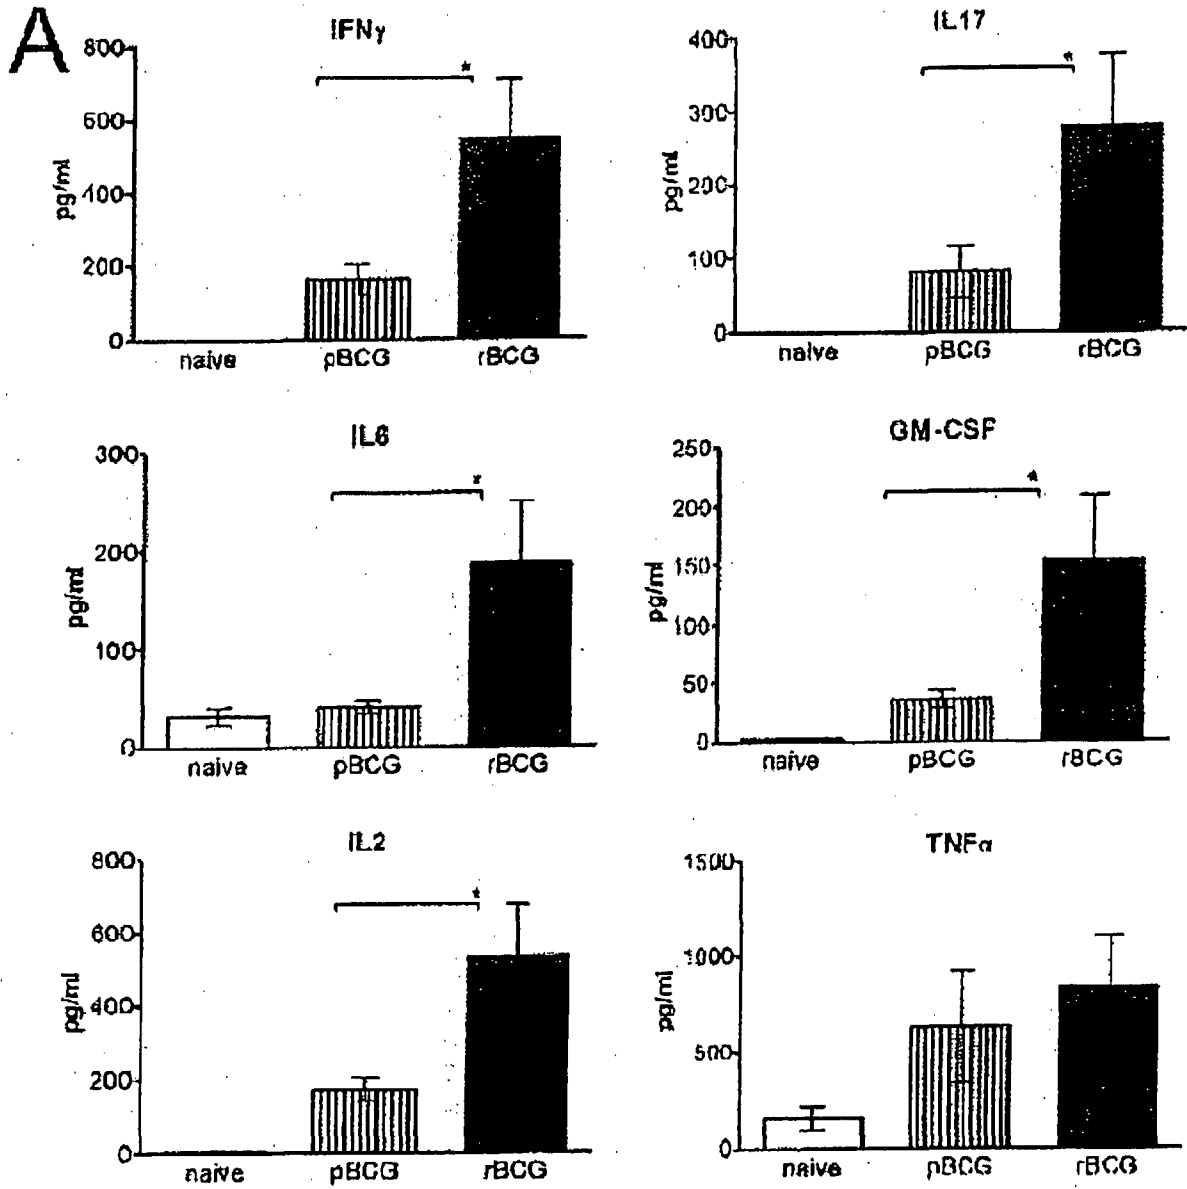 A
IFNγ
800
600
400
200
0
pg/ml
*
naive pBCG rBCG
IL17
400
300
200
100
0
pg/ml
*
naive pBCG rBCG
IL6
300
200
100
0
pg/ml
*
naive pBCG rBCG
GM-CSF
250
200
150
100
50
0
pg/ml
*
naive pBCG rBCG
IL2
800
600
400
200
0
pg/ml
*
naive pBCG rBCG
TNFα
1500
1000
500
0
pg/ml
naive pBCG rBCG